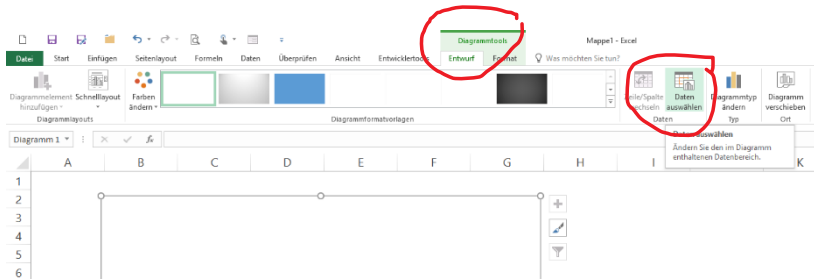 Diagrammtools
Mappe1 - Excel
Datei Start Einfügen Seitenlayout Formeln Daten Überprüfen Ansicht Entwicklertools Entwurf Format Was möchten Sie tun?
Diagrammelement hinzufügen
Schnelllayout
Farben ändern
Zeile/Spalte wechseln
Daten auswählen
Diagrammtyp ändern
Diagramm verschieben
Diagrammlayouts
Diagrammformatvorlagen
Daten
Typ
Ort
Diagramm 1
fx
Daten auswählen
Ändern Sie den im Diagramm
enthaltenen Datenbereich.
A B C D E F G H I K
1
2
3
4
5
6